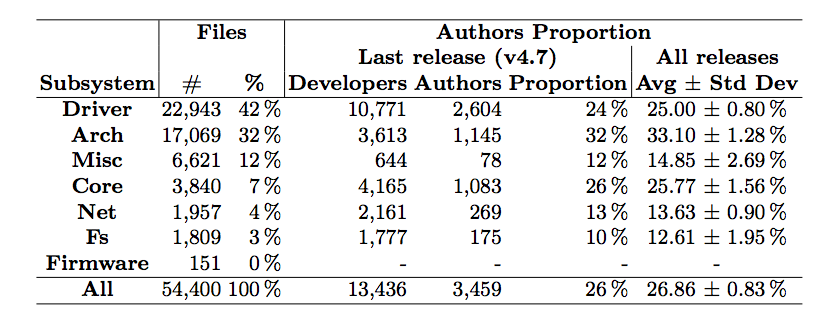 Files Authors Proportion
Last release (v4.7) All releases
Subsystem # % Developers Authors Proportion Avg ± Std Dev
Driver 22,943 42 % 10,771 2,604 24 % 25.00 ± 0.80 %
Arch 17,069 32 % 3,613 1,145 32 % 33.10 ± 1.28 %
Misc 6,621 12 % 644 78 12 % 14.85 ± 2.69 %
Core 3,840 7 % 4,165 1,083 26 % 25.77 ± 1.56 %
Net 1,957 4 % 2,161 269 13 % 13.63 ± 0.90 %
Fs 1,809 3 % 1,777 175 10 % 12.61 ± 1.95 %
Firmware 151 0 % - - - -
All 54,400 100 % 13,436 3,459 26 % 26.86 ± 0.83 %